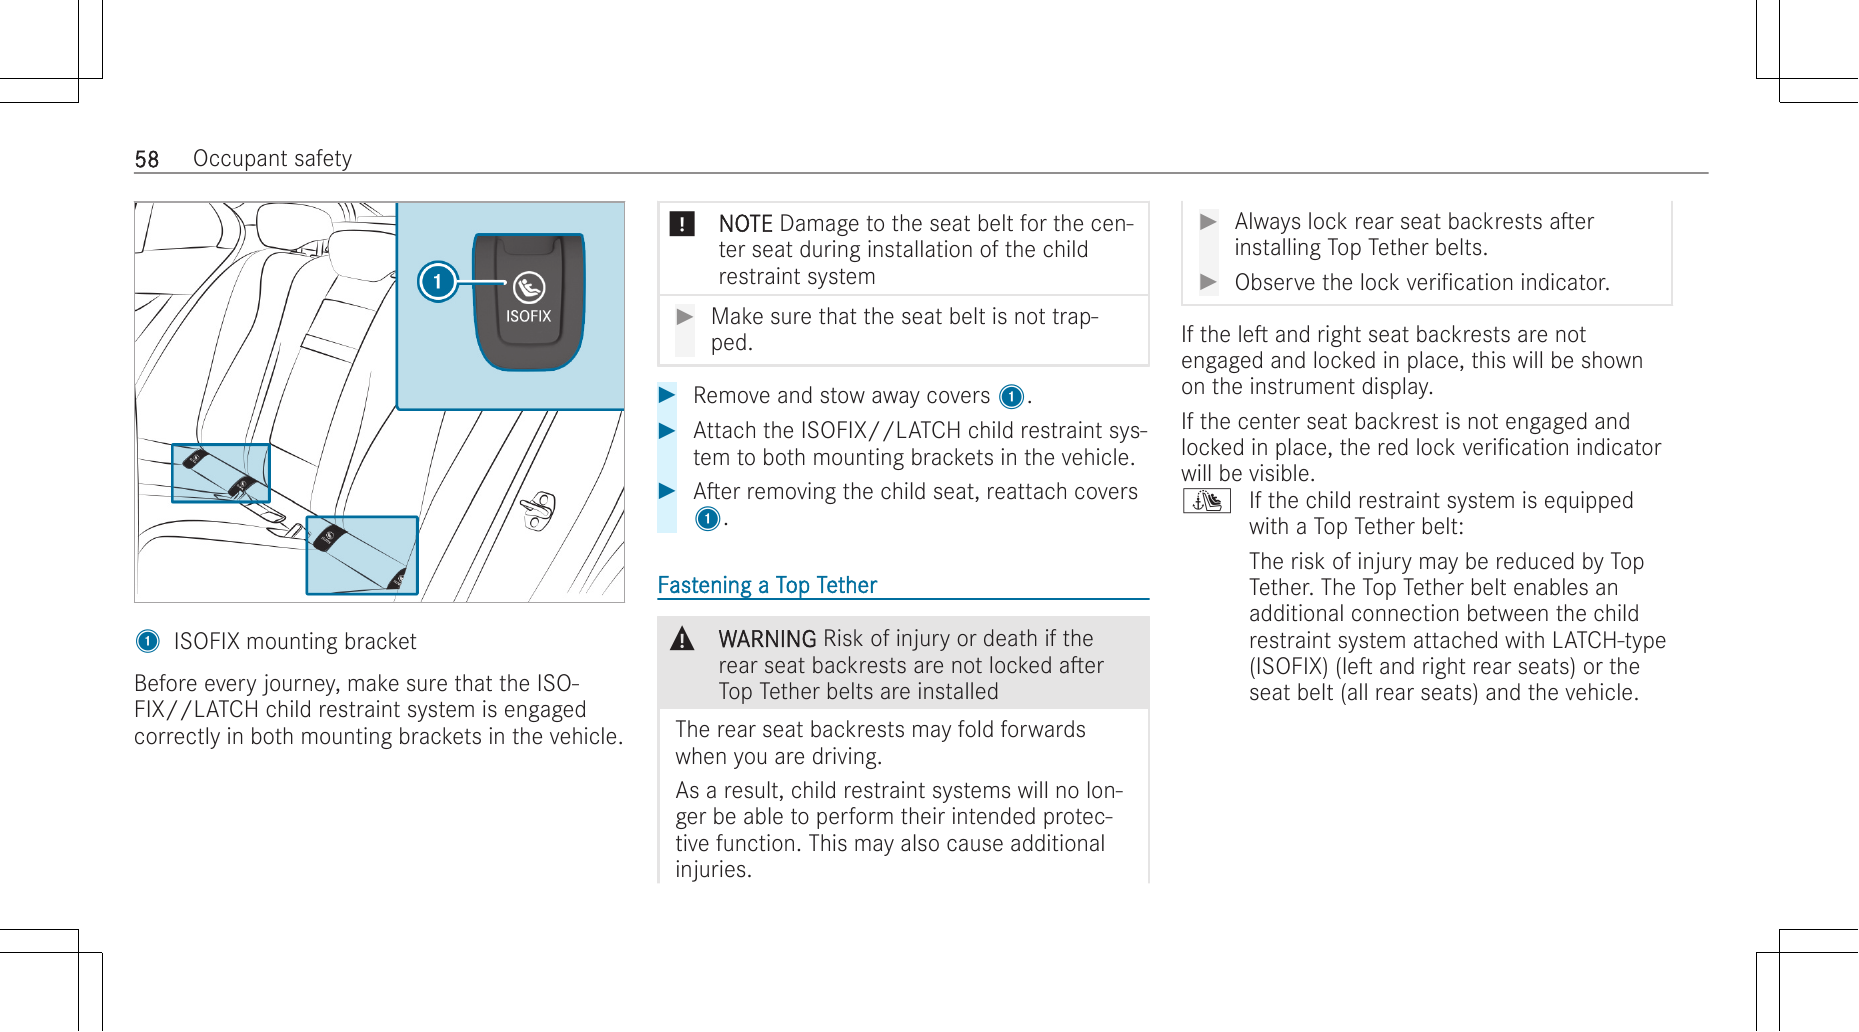 58 Occupant safety
1
ISOFIX
1 ISOFIX mounting bracket
Before every journey, make sure that the ISO-
FIX//LATCH child restraint system is engaged
correctly in both mounting brackets in the vehicle.
! NOTE Damage to the seat belt for the cen-
ter seat during installation of the child
restraint system
▶ Make sure that the seat belt is not trap-
ped.
▶ Remove and stow away covers 1.
▶ Attach the ISOFIX//LATCH child restraint sys-
tem to both mounting brackets in the vehicle.
▶ After removing the child seat, reattach covers
1.
Fastening a Top Tether
WARNING Risk of injury or death if the
rear seat backrests are not locked after
Top Tether belts are installed
The rear seat backrests may fold forwards
when you are driving.
As a result, child restraint systems will no lon-
ger be able to perform their intended protec-
tive function. This may also cause additional
injuries.
▶ Always lock rear seat backrests after
installing Top Tether belts.
▶ Observe the lock verification indicator.
If the left and right seat backrests are not
engaged and locked in place, this will be shown
on the instrument display.
If the center seat backrest is not engaged and
locked in place, the red lock verification indicator
will be visible.
If the child restraint system is equipped
with a Top Tether belt:
The risk of injury may be reduced by Top
Tether. The Top Tether belt enables an
additional connection between the child
restraint system attached with LATCH-type
(ISOFIX) (left and right rear seats) or the
seat belt (all rear seats) and the vehicle.